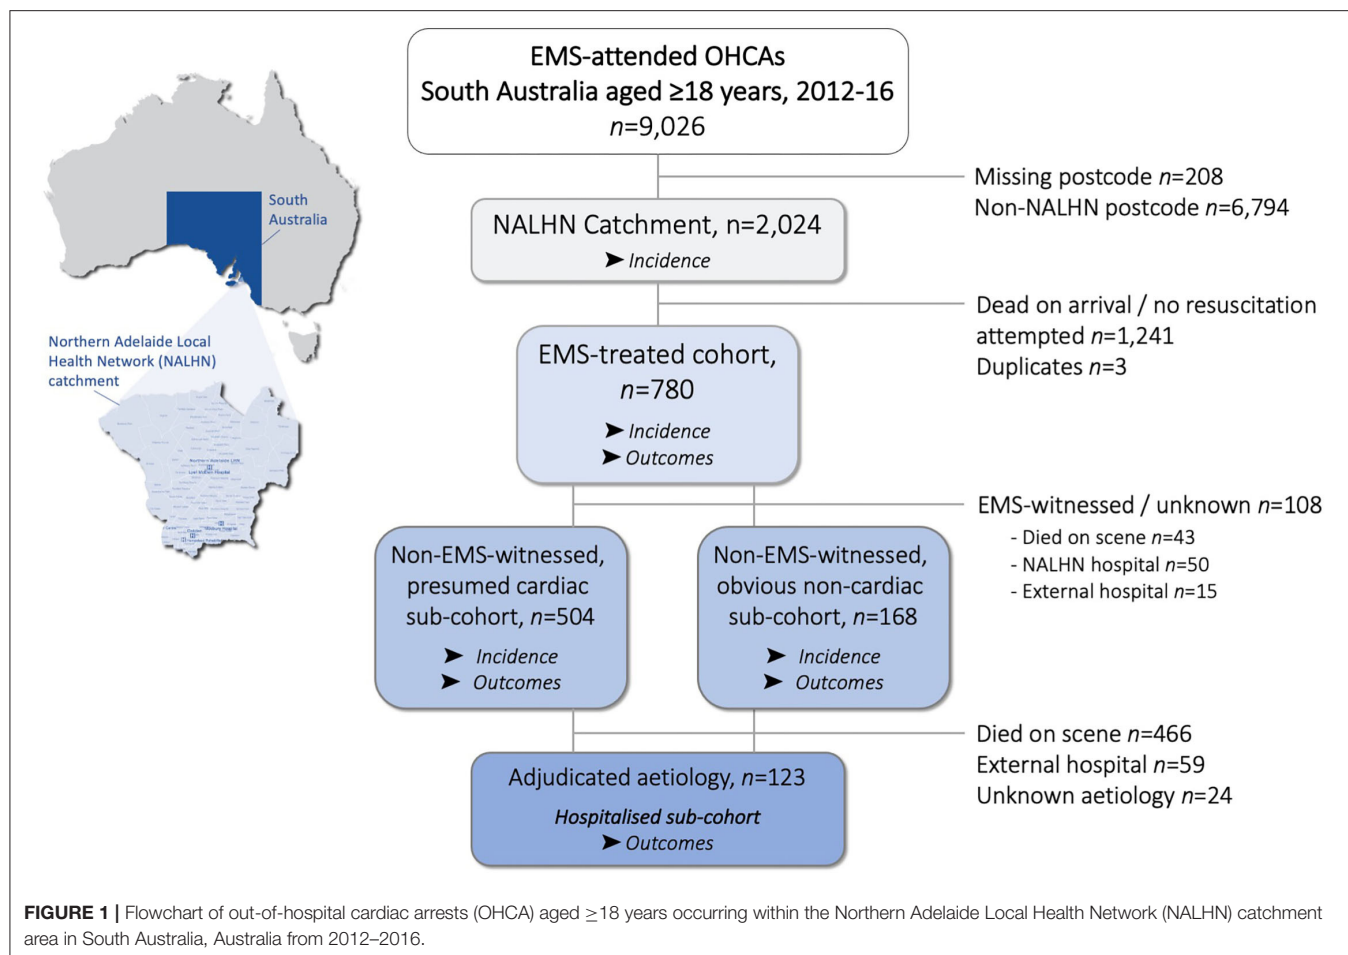 EMS-attended OHCAs
South Australia aged ≥18 years, 2012-16
n=9,026
Missing postcode n=208
Non-NALHN postcode n=6,794
South
Australia
NALHN Catchment, n=2,024
➤ Incidence
Dead on arrival / no resuscitation
attempted n=1,241
Duplicates n=3
Northern Adelaide Local
Health Network (NALHN)
catchment
EMS-treated cohort,
n=780
➤ Incidence
➤ Outcomes
EMS-witnessed / unknown n=108
- Died on scene n=43
- NALHN hospital n=50
- External hospital n=15
Non-EMS-witnessed,
presumed cardiac
sub-cohort, n=504
➤ Incidence
➤ Outcomes
Non-EMS-witnessed,
obvious non-cardiac
sub-cohort, n=168
➤ Incidence
➤ Outcomes
Died on scene n=466
External hospital n=59
Unknown aetiology n=24
Adjudicated aetiology, n=123
Hospitalised sub-cohort
➤ Outcomes
FIGURE 1 | Flowchart of out-of-hospital cardiac arrests (OHCA) aged ≥18 years occurring within the Northern Adelaide Local Health Network (NALHN) catchment
area in South Australia, Australia from 2012–2016.